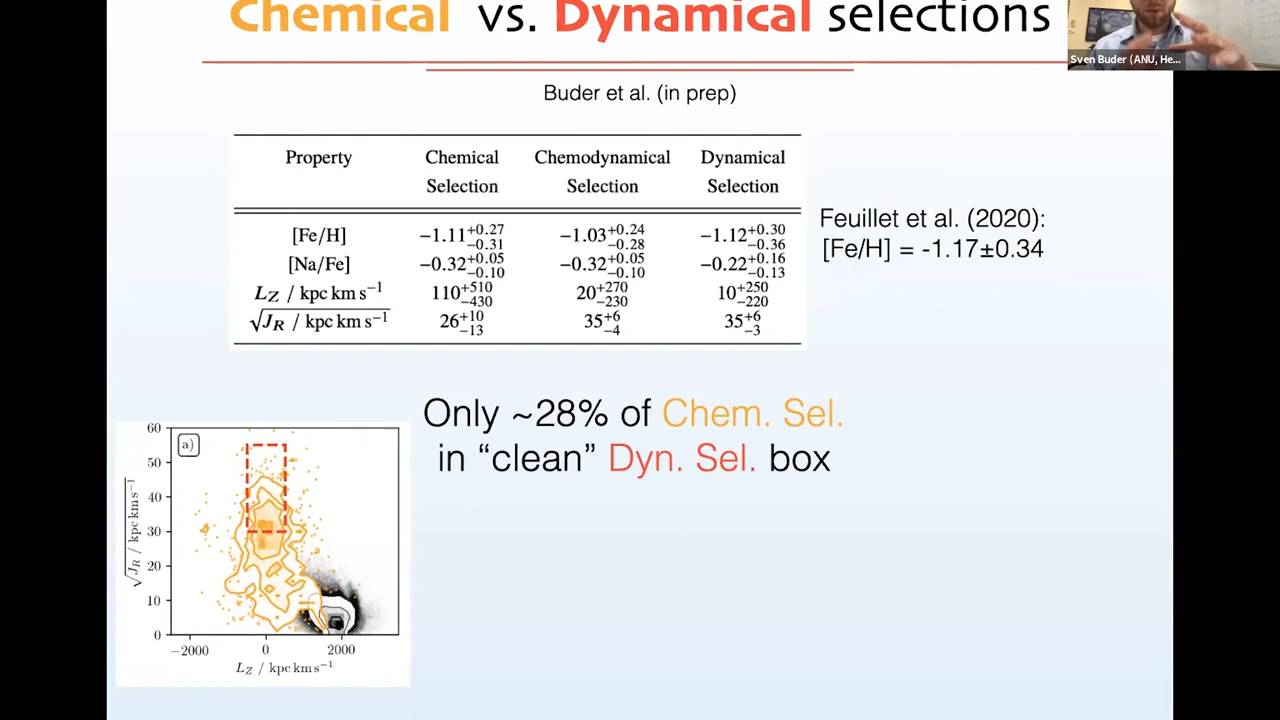 Chemical vs. Dynamical selections
Sven Buder (ANU, He...
Buder et al. (in prep)
Property Chemical Selection Chemodynamical Selection Dynamical Selection
[Fe/H] −1.11+0.27−0.31 −1.03+0.24−0.28 −1.12+0.30−0.36
[Na/Fe] −0.32+0.05−0.10 −0.32+0.05−0.10 −0.22+0.16−0.13
L_Z / kpc km s−1 110+510−430 20+270−230 10+250−220
√J_R / kpc km s−1 26+10−13 35+6−4 35+6−3
Feuillet et al. (2020):
[Fe/H] = -1.17±0.34
Only ~28% of Chem. Sel.
in “clean” Dyn. Sel. box
a)
60
50
40
30
20
10
0
√J_R / kpc km s−1
−2000 0 2000
L_Z / kpc km s−1